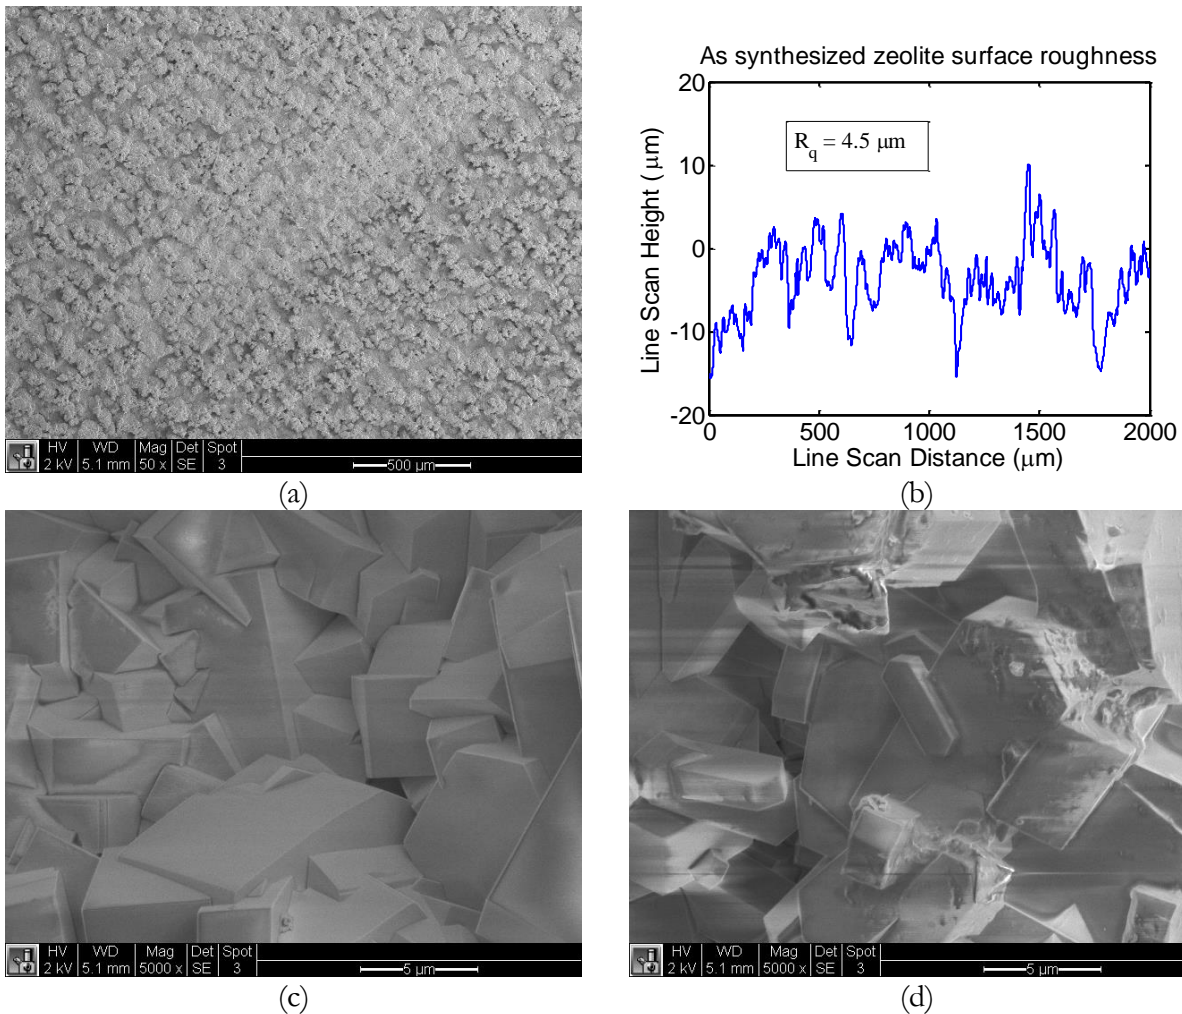 HV WD Mag Det Spot
2 kV 5.1 mm 50 x SE 3
500 µm
(a)
As synthesized zeolite surface roughness
Rq = 4.5 µm
Line Scan Height ( µm)
20
10
0
-10
-20
0 500 1000 1500 2000
Line Scan Distance (µm)
(b)
HV WD Mag Det Spot
2 kV 5.1 mm 5000 x SE 3
5 µm
(c)
HV WD Mag Det Spot
2 kV 5.1 mm 5000 x SE 3
5 µm
(d)